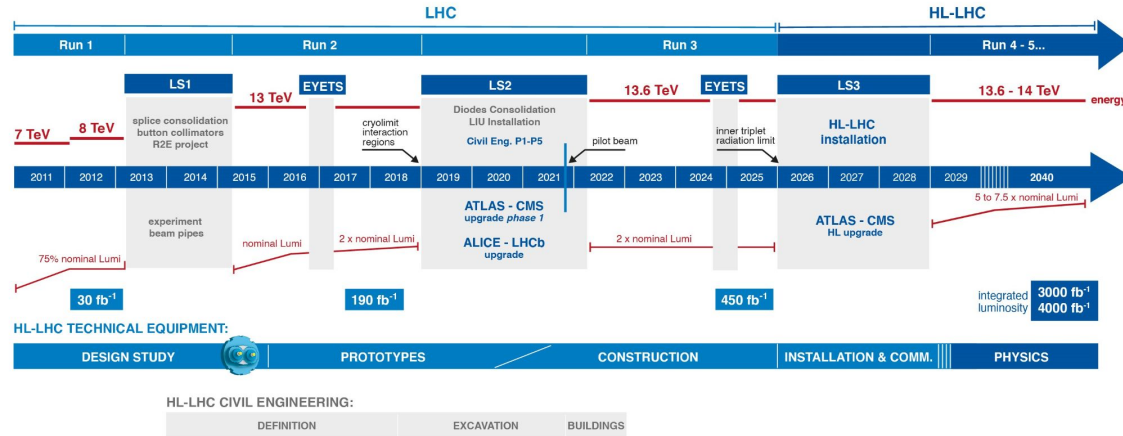 LHC
HL-LHC
Run 1
Run 2
Run 3
Run 4 - 5...
LS1
EYETS
LS2
EYETS
LS3
7 TeV
8 TeV
13 TeV
13.6 TeV
13.6 - 14 TeV
energy
splice consolidation
button collimators
R2E project
cryolimit
interaction
regions
Diodes Consolidation
LIU Installation
Civil Eng. P1-P5
pilot beam
inner triplet
radiation limit
HL-LHC
installation
2011
2012
2013
2014
2015
2016
2017
2018
2019
2020
2021
2022
2023
2024
2025
2026
2027
2028
2029
2040
experiment
beam pipes
ATLAS - CMS
upgrade phase 1
ALICE - LHCb
upgrade
ATLAS - CMS
HL upgrade
75% nominal Lumi
nominal Lumi
2 x nominal Lumi
2 x nominal Lumi
5 to 7.5 x nominal Lumi
30 fb⁻¹
190 fb⁻¹
450 fb⁻¹
integrated
luminosity
3000 fb⁻¹
4000 fb⁻¹
HL-LHC TECHNICAL EQUIPMENT:
DESIGN STUDY
PROTOTYPES
CONSTRUCTION
INSTALLATION & COMM.
PHYSICS
HL-LHC CIVIL ENGINEERING:
DEFINITION
EXCAVATION
BUILDINGS